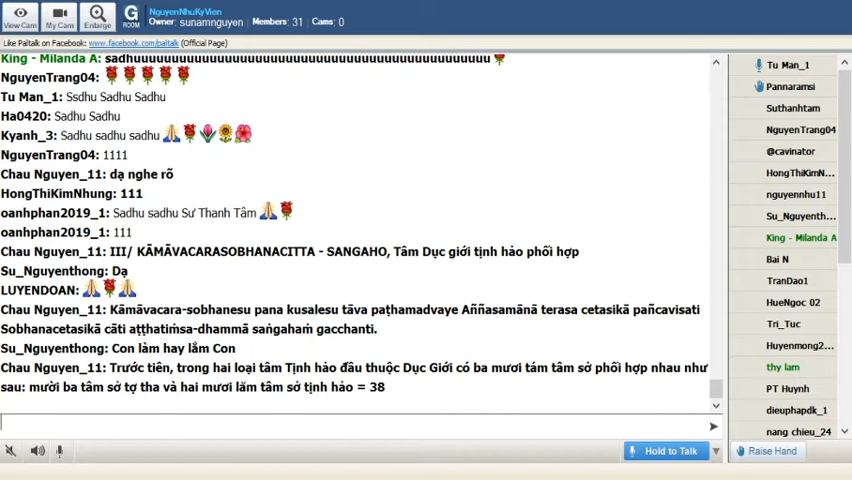 View Cam
My Cam
Enlarge
G
ROOM
NguyenNhuKyVien
Owner: sunamnguyen Members: 31 Cams: 0
Like Paltalk on Facebook: www.facebook.com/paltalk (Official Page)
King - Milanda A: sadhuuuuuuuuuuuuuuuuuuuuuuuuuuuuuuuuuuuuuuuuuuuuuuu
NguyenTrang04:
Tu Man_1: Ssdhu Sadhu Sadhu
Ha0420: Sadhu Sadhu
Kyanh_3: Sadhu sadhu sadhu
NguyenTrang04: 1111
Chau Nguyen_11: dạ nghe rõ
HongThiKimNhung: 111
oanhphan2019_1: Sadhu sadhu Sư Thanh Tâm
oanhphan2019_1: 111
Chau Nguyen_11: III/ KĀMĀVACARASOBHANACITTA - SANGAHO, Tâm Dục giới tịnh hảo phối hợp
Su_Nguyenthong: Dạ
LUYENDOAN:
Chau Nguyen_11: Kāmāvacara-sobhanesu pana kusalesu tāva paṭhamadvaye Aññasamānā terasa cetasikā pañcavisati
Sobhanacetasikā cāti aṭṭhatiṁsa-dhammā saṅgahaṁ gacchanti.
Su_Nguyenthong: Con làm hay lắm Con
Chau Nguyen_11: Trước tiên, trong hai loại tâm Tịnh hảo đầu thuộc Dục Giới có ba mươi tám tâm sở phối hợp nhau như
sau: mười ba tâm sở tợ tha và hai mươi lăm tâm sở tịnh hảo = 38
Tu Man_1
Pannaramsi
Suthanhtam
NguyenTrang04
@cavinator
HongThiKimN...
nguyennhu11
Su_Nguyenth...
King - Milanda A
Bai N
TranDao1
HueNgoc 02
Tri_Tuc
Huyenmong2...
thy lam
PT Huynh
dieuphapdk_1
nang chieu_24
Hold to Talk
Raise Hand